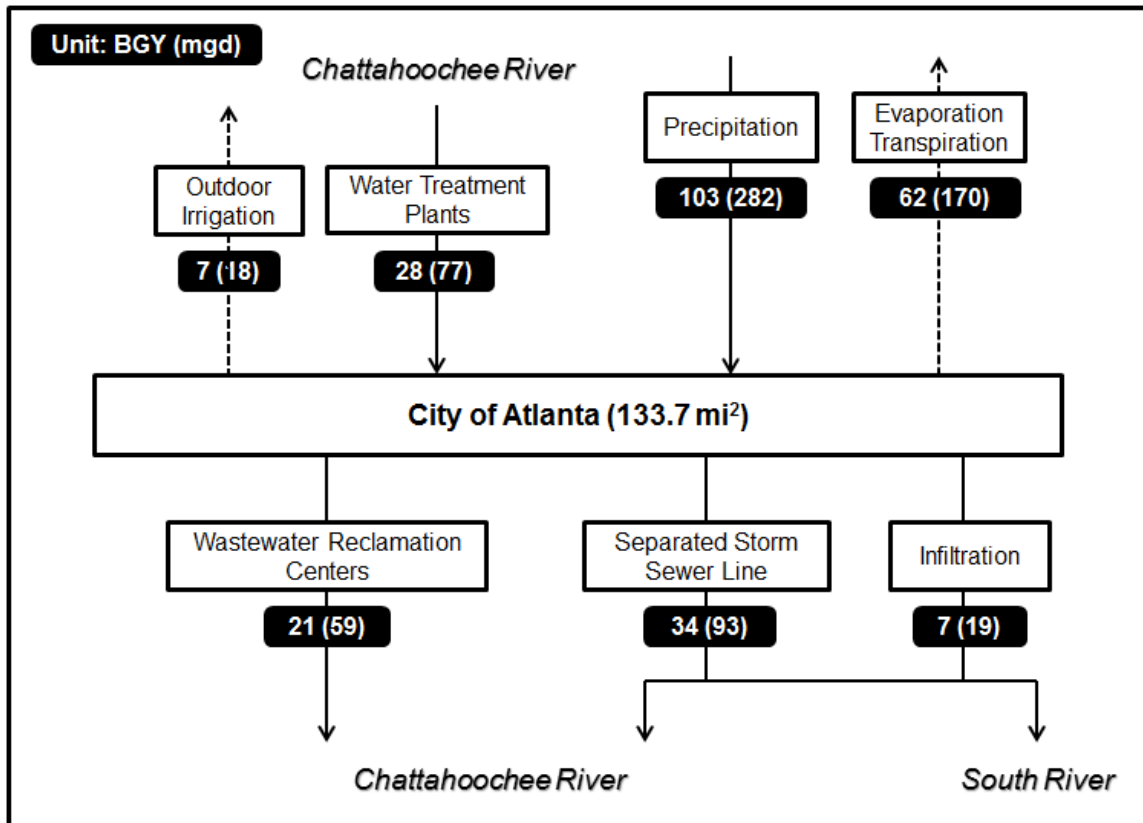 Unit: BGY (mgd)
Chattahoochee River
Precipitation
Evaporation
Transpiration
Outdoor
Irrigation
Water Treatment
Plants
103 (282)
62 (170)
7 (18)
28 (77)
City of Atlanta (133.7 mi²)
Wastewater Reclamation
Centers
Separated Storm
Sewer Line
Infiltration
21 (59)
34 (93)
7 (19)
Chattahoochee River
South River